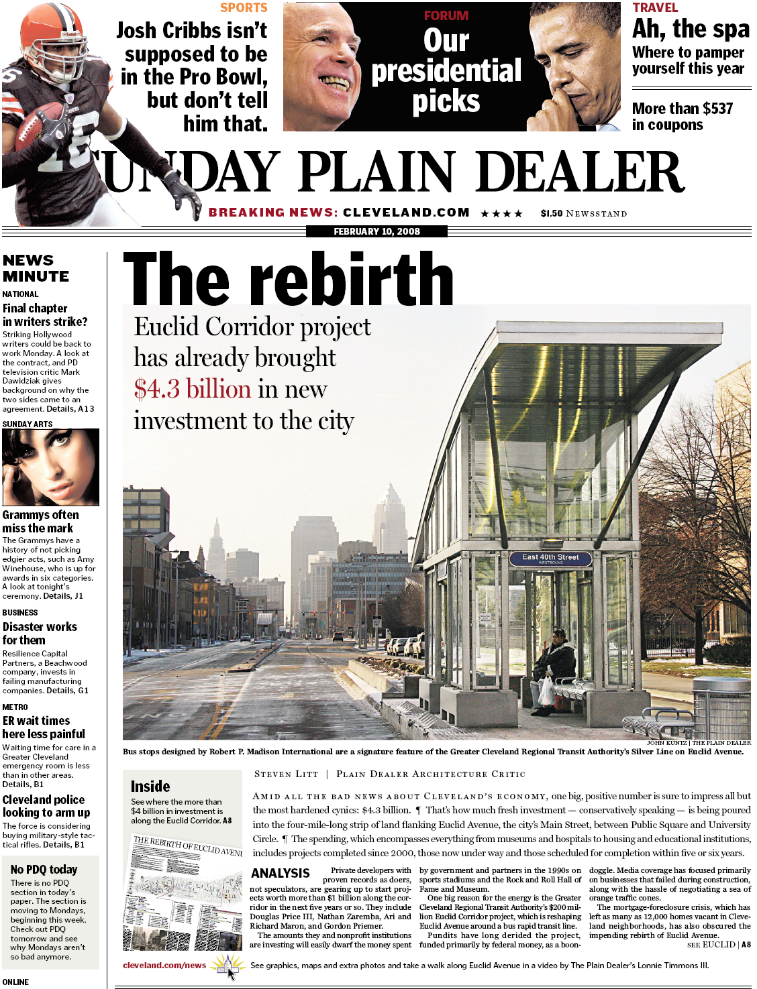 SPORTS
Josh Cribbs isn't
supposed to be
in the Pro Bowl,
but don't tell
him that.
FORUM
Our
presidential
picks
TRAVEL
Ah, the spa
Where to pamper
yourself this year
More than $537
in coupons
SUNDAY PLAIN DEALER
BREAKING NEWS: CLEVELAND.COM ★★★★ $1.50 NEWSSTAND
FEBRUARY 10, 2008
NEWS
MINUTE
NATIONAL
Final chapter
in writers strike?
Striking Hollywood
writers could be back to
work Monday. A look at
the contract, and PD
television critic Mark
Dawidziak gives
background on why the
two sides came to an
agreement. Details, A13
SUNDAY ARTS
Grammys often
miss the mark
The Grammys have a
history of not picking
edgier acts, such as Amy
Winehouse, who is up for
awards in six categories.
A look at tonight's
ceremony. Details, J1
BUSINESS
Disaster works
for them
Resilience Capital
Partners, a Beachwood
company, invests in
failing manufacturing
companies. Details, G1
METRO
ER wait times
here less painful
Waiting time for care in a
Greater Cleveland
emergency room is less
than in other areas.
Details, B1
Cleveland police
looking to arm up
The force is considering
buying military-style tac-
tical rifles. Details, B1
No PDQ today
There is no PDQ
section in today's
paper. The section is
moving to Mondays,
beginning this week.
Check out PDQ
tomorrow and see
why Mondays aren't
so bad anymore.
ONLINE
The rebirth
Euclid Corridor project
has already brought
$4.3 billion in new
investment to the city
East 40th Street
WESTBOUND
JOHN KUNTZ | THE PLAIN DEALER
Bus stops designed by Robert P. Madison International are a signature feature of the Greater Cleveland Regional Transit Authority's Silver Line on Euclid Avenue.
Inside
See where the more than
$4 billion in investment is
along the Euclid Corridor. A8
THE REBIRTH OF EUCLID AVENU
STEVEN LITT | PLAIN DEALER ARCHITECTURE CRITIC
AMID ALL THE BAD NEWS ABOUT CLEVELAND'S ECONOMY, one big, positive number is sure to impress all but
the most hardened cynics: $4.3 billion. ¶ That's how much fresh investment — conservatively speaking — is being poured
into the four-mile-long strip of land flanking Euclid Avenue, the city's Main Street, between Public Square and University
Circle. ¶ The spending, which encompasses everything from museums and hospitals to housing and educational institutions,
includes projects completed since 2000, those now under way and those scheduled for completion within five or six years.
ANALYSIS
Private developers with
proven records as doers,
not speculators, are gearing up to start proj-
ects worth more than $1 billion along the cor-
ridor in the next five years or so. They include
Douglas Price III, Nathan Zaremba, Ari and
Richard Maron, and Gordon Priemer.
The amounts they and nonprofit institutions
are investing will easily dwarf the money spent
by government and partners in the 1990s on
sports stadiums and the Rock and Roll Hall of
Fame and Museum.
One big reason for the energy is the Greater
Cleveland Regional Transit Authority's $200 mil-
lion Euclid Corridor project, which is reshaping
Euclid Avenue around a bus rapid transit line.
Pundits have long derided the project,
funded primarily by federal money, as a boon-
doggle. Media coverage has focused primarily
on businesses that failed during construction,
along with the hassle of negotiating a sea of
orange traffic cones.
The mortgage-foreclosure crisis, which has
left as many as 12,000 homes vacant in Cleve-
land neighborhoods, has also obscured the
impending rebirth of Euclid Avenue.
SEE EUCLID | A8
cleveland.com/news
See graphics, maps and extra photos and take a walk along Euclid Avenue in a video by The Plain Dealer's Lonnie Timmons III.